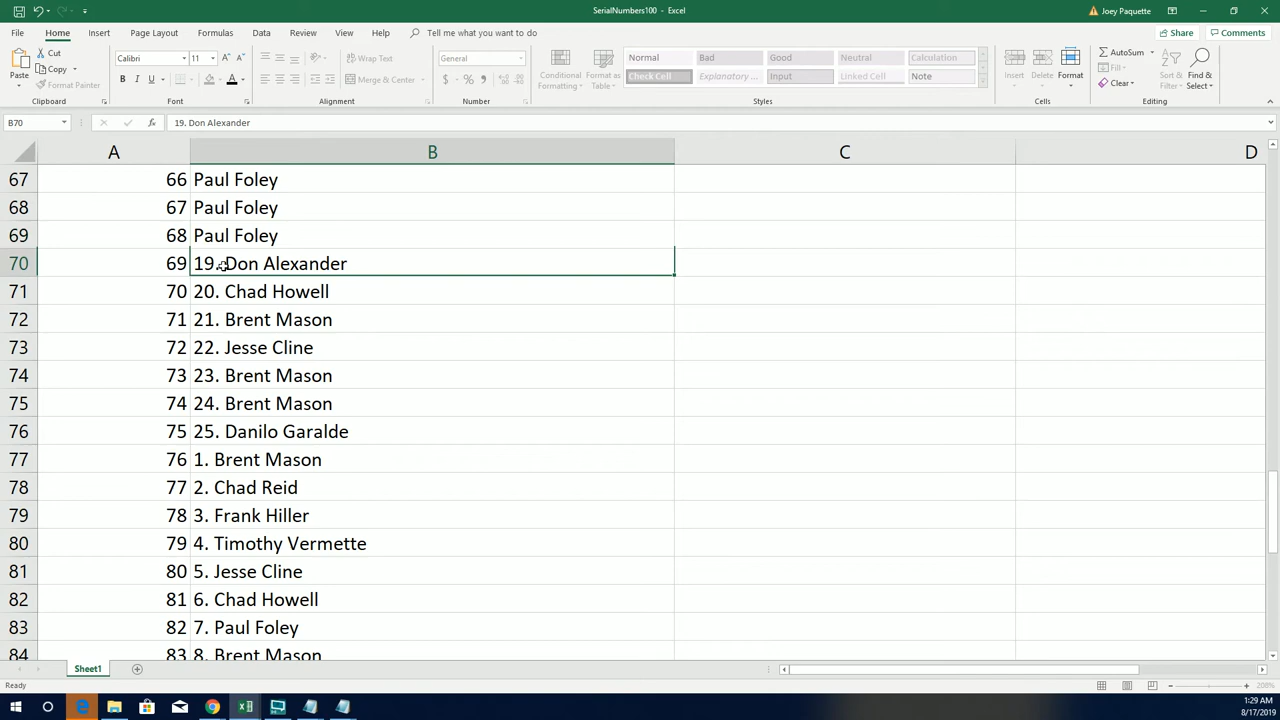 SerialNumbers100 - Excel
Joey Paquette
File Home Insert Page Layout Formulas Data Review View Help Tell me what you want to do
Share Comments
Paste Cut Copy Format Painter
Clipboard
Calibri 11
B I U A
Font
Wrap Text
Merge & Center
Alignment
General
$ % 9
Number
Conditional Formatting
Format as Table
Normal Bad Good Neutral Calculation
Check Cell Explanatory ... Input Linked Cell Note
Styles
Insert Delete Format
Cells
AutoSum
Fill
Clear
Sort & Filter
Find & Select
Editing
B70 fx 19. Don Alexander
A B C D
67 66 Paul Foley
68 67 Paul Foley
69 68 Paul Foley
70 69 19. Don Alexander
71 70 20. Chad Howell
72 71 21. Brent Mason
73 72 22. Jesse Cline
74 73 23. Brent Mason
75 74 24. Brent Mason
76 75 25. Danilo Garalde
77 76 1. Brent Mason
78 77 2. Chad Reid
79 78 3. Frank Hiller
80 79 4. Timothy Vermette
81 80 5. Jesse Cline
82 81 6. Chad Howell
83 82 7. Paul Foley
84 83 8. Brent Mason
Sheet1
Ready
208%
1:29 AM
8/17/2019